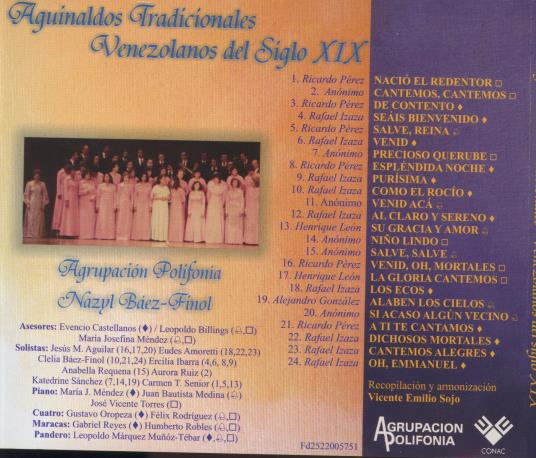 Aguinaldos Tradicionales
Venezolanos del Siglo XIX
1. Ricardo Pérez NACIÓ EL REDENTOR □
2. Anónimo CANTEMOS, CANTEMOS □
3. Ricardo Pérez DE CONTENTO ♦
4. Rafael Izaza SEÁIS BIENVENIDO ♦
5. Ricardo Pérez SALVE, REINA
6. Rafael Izaza VENID ♦
7. Anónimo PRECIOSO QUERUBE □
8. Ricardo Pérez ESPLÉNDIDA NOCHE ♦
9. Rafael Izaza PURÍSIMA ♦
10. Rafael Izaza COMO EL ROCÍO ♦
11. Anónimo VENID ACÁ
12. Rafael Izaza AL CLARO Y SERENO ♦
13. Henrique León SU GRACIA Y AMOR
14. Anónimo NIÑO LINDO □
15. Anónimo SALVE, SALVE
16. Ricardo Pérez VENID, OH, MORTALES □
17. Henrique León LA GLORIA CANTEMOS □
18. Rafael Izaza LOS ECOS ♦
19. Alejandro González ALABEN LOS CIELOS
20. Anónimo SI ACASO ALGÚN VECINO
21. Ricardo Pérez A TI TE CANTAMOS ♦
22. Rafael Izaza DICHOSOS MORTALES ♦
23. Rafael Izaza CANTEMOS ALEGRES ♦
24. Rafael Izaza OH, EMMANUEL ♦
Agrupación Polifonia
Nazyl Báez-Finol
Asesores: Evencio Castellanos (♦) / Leopoldo Billings (,□)
María Josefina Méndez (,□)
Solistas: Jesús M. Aguilar (16,17,20) Eudes Amoretti (18,22,23)
Clelia Báez-Finol (10,21,24) Ercilia Ibarra (4,6, 8,9)
Anabella Requena (15) Aurora Ruiz (2)
Katedrine Sánchez (7,14,19) Carmen T. Senior (1,5,13)
Piano: María J. Méndez (♦) Juan Bautista Medina ()
José Vicente Torres (□)
Cuatro: Gustavo Oropeza (♦) Félix Rodríguez (,□)
Maracas: Gabriel Reyes (♦) Humberto Robles (,□)
Pandero: Leopoldo Márquez Muñóz-Tébar (♦,,□)
Fd2522005751
Recopilación y armonización
Vicente Emilio Sojo
AGRUPACION
POLIFONIA
CONAC